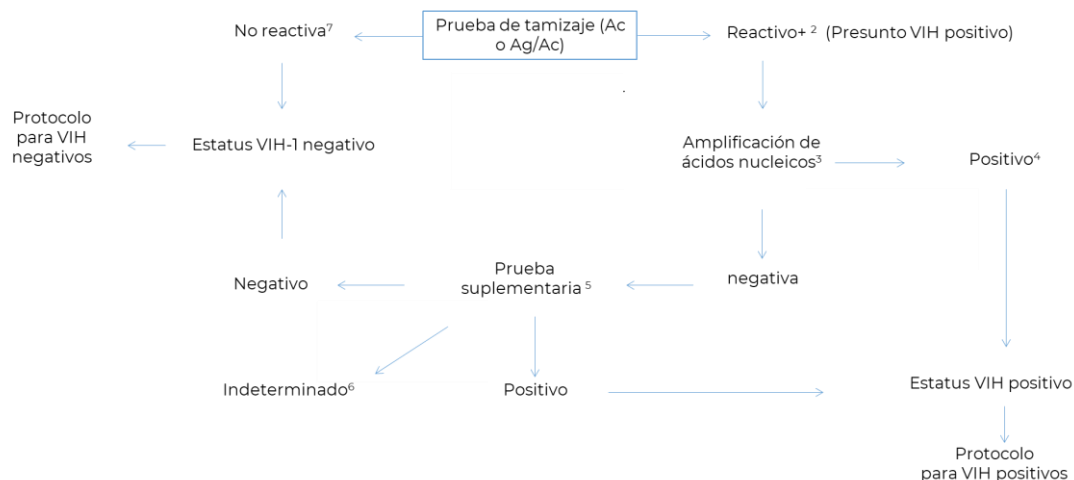 No reactiva⁷
Prueba de tamizaje (Ac
o Ag/Ac)
Reactivo+ ² (Presunto VIH positivo)
Protocolo
para VIH
negativos
Estatus VIH-1 negativo
Amplificación de
ácidos nucleicos³
Positivo⁴
Negativo
Prueba
suplementaria ⁵
negativa
Indeterminado⁶
Positivo
Estatus VIH positivo
Protocolo
para VIH positivos